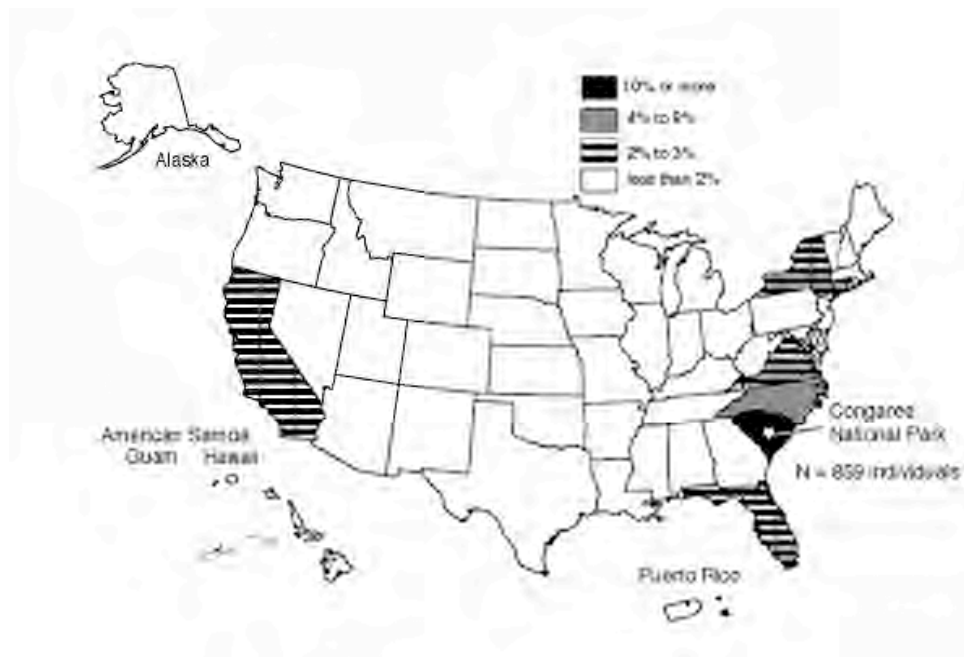 10% or more
4% to 9%
2% to 3%
less than 2%
Alaska
Congaree
National Park
N = 859 individuals
American Samoa
Guam Hawaii
Puerto Rico